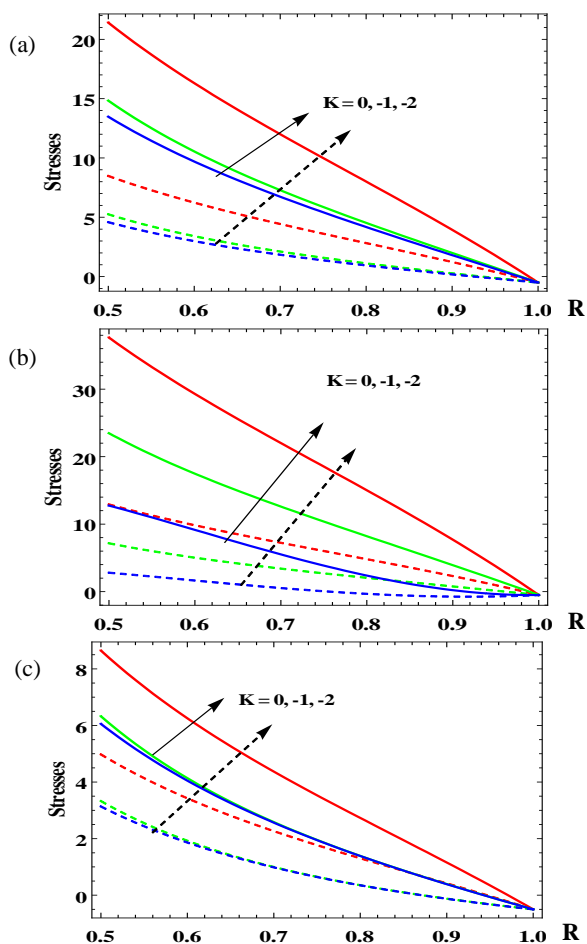 (a)
20
15
10
5
0
Stresses
K = 0, -1, -2
0.5 0.6 0.7 0.8 0.9 1.0 R
(b)
30
20
10
0
Stresses
K = 0, -1, -2
0.5 0.6 0.7 0.8 0.9 1.0 R
(c)
8
6
4
2
0
Stresses
K = 0, -1, -2
0.5 0.6 0.7 0.8 0.9 1.0 R